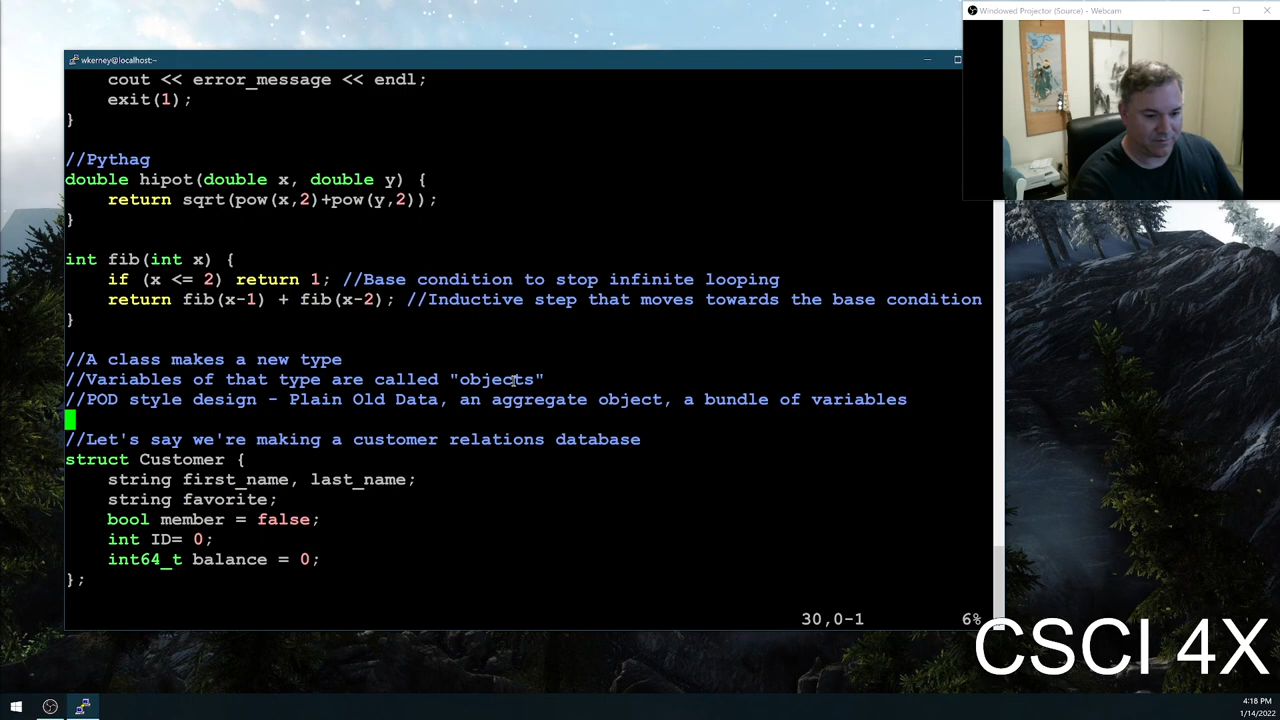 Windowed Projector (Source) - Webcam
wkerney@localhost:~
cout << error_message << endl;
exit(1);
}
//Pythag
double hipot(double x, double y) {
return sqrt(pow(x,2)+pow(y,2));
}
int fib(int x) {
if (x <= 2) return 1; //Base condition to stop infinite looping
return fib(x-1) + fib(x-2); //Inductive step that moves towards the base condition
}
//A class makes a new type
//Variables of that type are called "objects"
//POD style design - Plain Old Data, an aggregate object, a bundle of variables
//Let's say we're making a customer relations database
struct Customer {
string first_name, last_name;
string favorite;
bool member = false;
int ID= 0;
int64_t balance = 0;
};
30,0-1 6%
CSCI 4X
4:18 PM
1/14/2022